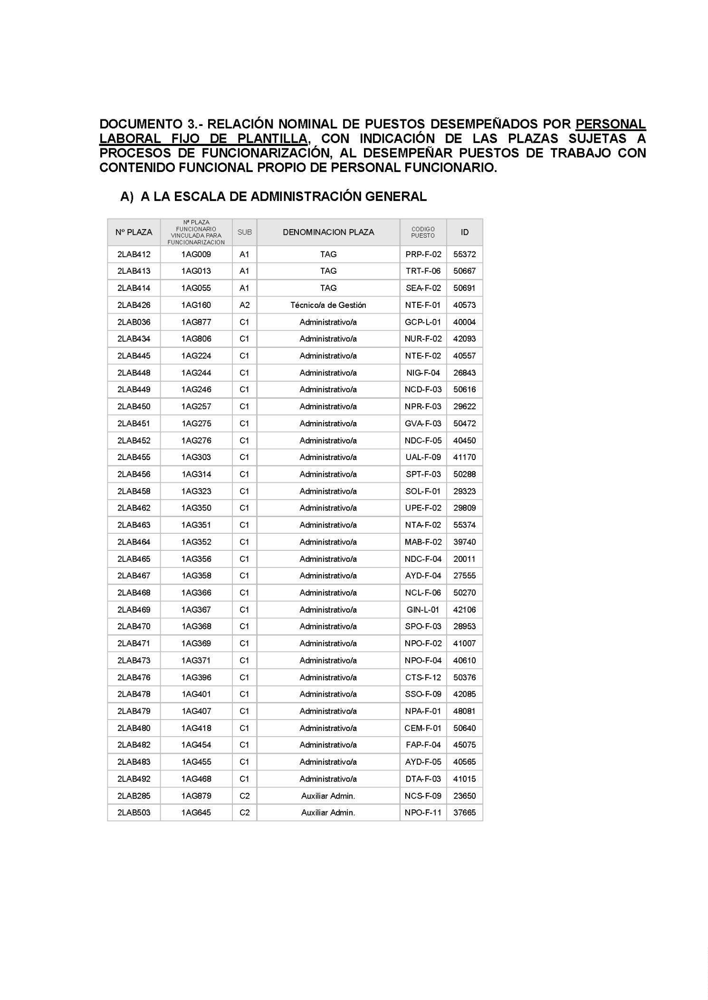 DOCUMENTO 3.- RELACIÓN NOMINAL DE PUESTOS DESEMPEÑADOS POR PERSONAL
LABORAL FIJO DE PLANTILLA, CON INDICACIÓN DE LAS PLAZAS SUJETAS A
PROCESOS DE FUNCIONARIZACIÓN, AL DESEMPEÑAR PUESTOS DE TRABAJO CON
CONTENIDO FUNCIONAL PROPIO DE PERSONAL FUNCIONARIO.
A) A LA ESCALA DE ADMINISTRACIÓN GENERAL
Nº PLAZA
Nª PLAZA
FUNCIONARIO
VINCULADA PARA
FUNCIONARIZACION
SUB
DENOMINACION PLAZA
CODIGO
PUESTO
ID
2LAB412 1AG009 A1 TAG PRP-F-02 55372
2LAB413 1AG013 A1 TAG TRT-F-06 50667
2LAB414 1AG055 A1 TAG SEA-F-02 50691
2LAB426 1AG160 A2 Técnico/a de Gestión NTE-F-01 40573
2LAB036 1AG877 C1 Administrativo/a GCP-L-01 40004
2LAB434 1AG806 C1 Administrativo/a NUR-F-02 42093
2LAB445 1AG224 C1 Administrativo/a NTE-F-02 40557
2LAB448 1AG244 C1 Administrativo/a NIG-F-04 26843
2LAB449 1AG246 C1 Administrativo/a NCD-F-03 50616
2LAB450 1AG257 C1 Administrativo/a NPR-F-03 29622
2LAB451 1AG275 C1 Administrativo/a GVA-F-03 50472
2LAB452 1AG276 C1 Administrativo/a NDC-F-05 40450
2LAB455 1AG303 C1 Administrativo/a UAL-F-09 41170
2LAB456 1AG314 C1 Administrativo/a SPT-F-03 50288
2LAB458 1AG323 C1 Administrativo/a SOL-F-01 29323
2LAB462 1AG350 C1 Administrativo/a UPE-F-02 29809
2LAB463 1AG351 C1 Administrativo/a NTA-F-02 55374
2LAB464 1AG352 C1 Administrativo/a MAB-F-02 39740
2LAB465 1AG356 C1 Administrativo/a NDC-F-04 20011
2LAB467 1AG358 C1 Administrativo/a AYD-F-04 27555
2LAB468 1AG366 C1 Administrativo/a NCL-F-06 50270
2LAB469 1AG367 C1 Administrativo/a GIN-L-01 42106
2LAB470 1AG368 C1 Administrativo/a SPO-F-03 28953
2LAB471 1AG369 C1 Administrativo/a NPO-F-02 41007
2LAB473 1AG371 C1 Administrativo/a NPO-F-04 40610
2LAB476 1AG396 C1 Administrativo/a CTS-F-12 50376
2LAB478 1AG401 C1 Administrativo/a SSO-F-09 42085
2LAB479 1AG407 C1 Administrativo/a NPA-F-01 48081
2LAB480 1AG418 C1 Administrativo/a CEM-F-01 50640
2LAB482 1AG454 C1 Administrativo/a FAP-F-04 45075
2LAB483 1AG455 C1 Administrativo/a AYD-F-05 40565
2LAB492 1AG468 C1 Administrativo/a DTA-F-03 41015
2LAB285 1AG879 C2 Auxiliar Admin. NCS-F-09 23650
2LAB503 1AG645 C2 Auxiliar Admin. NPO-F-11 37665